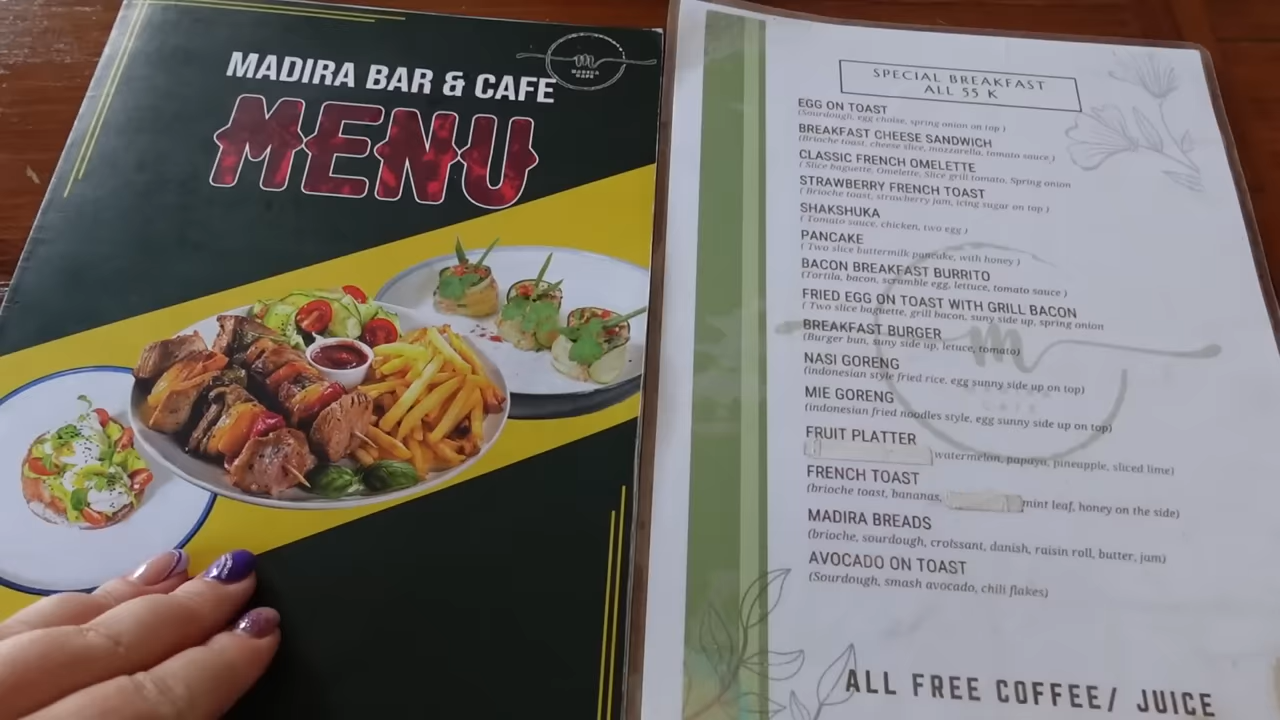 MADIRA BAR & CAFE
MENU
m
MADIRA
CAFE
SPECIAL BREAKFAST
ALL 55 K
EGG ON TOAST
(Sourdough, egg choise, spring onion on top )
BREAKFAST CHEESE SANDWICH
(Brioche toast, cheese slice, mazzarella, tomato sauce )
CLASSIC FRENCH OMELETTE
( Slice baguette, Omelette, Slice grill tomato, Spring onion
STRAWBERRY FRENCH TOAST
( Brioche toast, strawberry jam, icing sugar on top )
SHAKSHUKA
( Tomato sauce, chicken, two egg )
PANCAKE
( Two slice buttermilk pancake, with honey )
BACON BREAKFAST BURRITO
(Tortila, bacon, scramble egg, lettuce, tomato sauce )
FRIED EGG ON TOAST WITH GRILL BACON
( Two slice baguette, grill bacon, suny side up, spring onion
BREAKFAST BURGER
(Burger bun, suny side up, letuce, tomato)
NASI GORENG
(indonesian style fried rice, egg sunny side up on top)
MIE GORENG
(indonesian fried noodles style, egg sunny side up on top)
FRUIT PLATTER
watermelon, papaya, pineapple, sliced lime)
FRENCH TOAST
(brioche toast, bananas, mint leaf, honey on the side)
MADIRA BREADS
(brioche, sourdough, croissant, danish, raisin roll, butter, jam)
AVOCADO ON TOAST
(Sourdough, smash avocado, chili flakes)
m
ALL FREE COFFEE/ JUICE